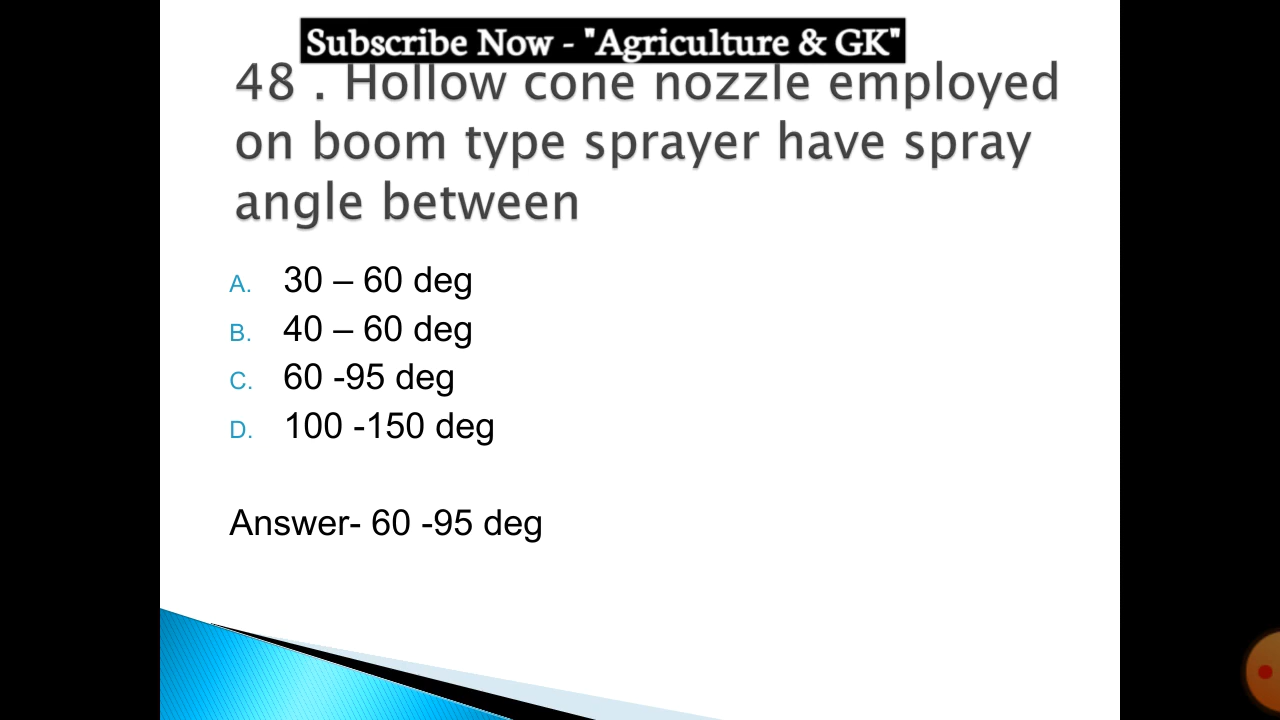 Subscribe Now - "Agriculture & GK"
48 . Hollow cone nozzle employed
on boom type sprayer have spray
angle between
A. 30 – 60 deg
B. 40 – 60 deg
C. 60 -95 deg
D. 100 -150 deg
Answer- 60 -95 deg